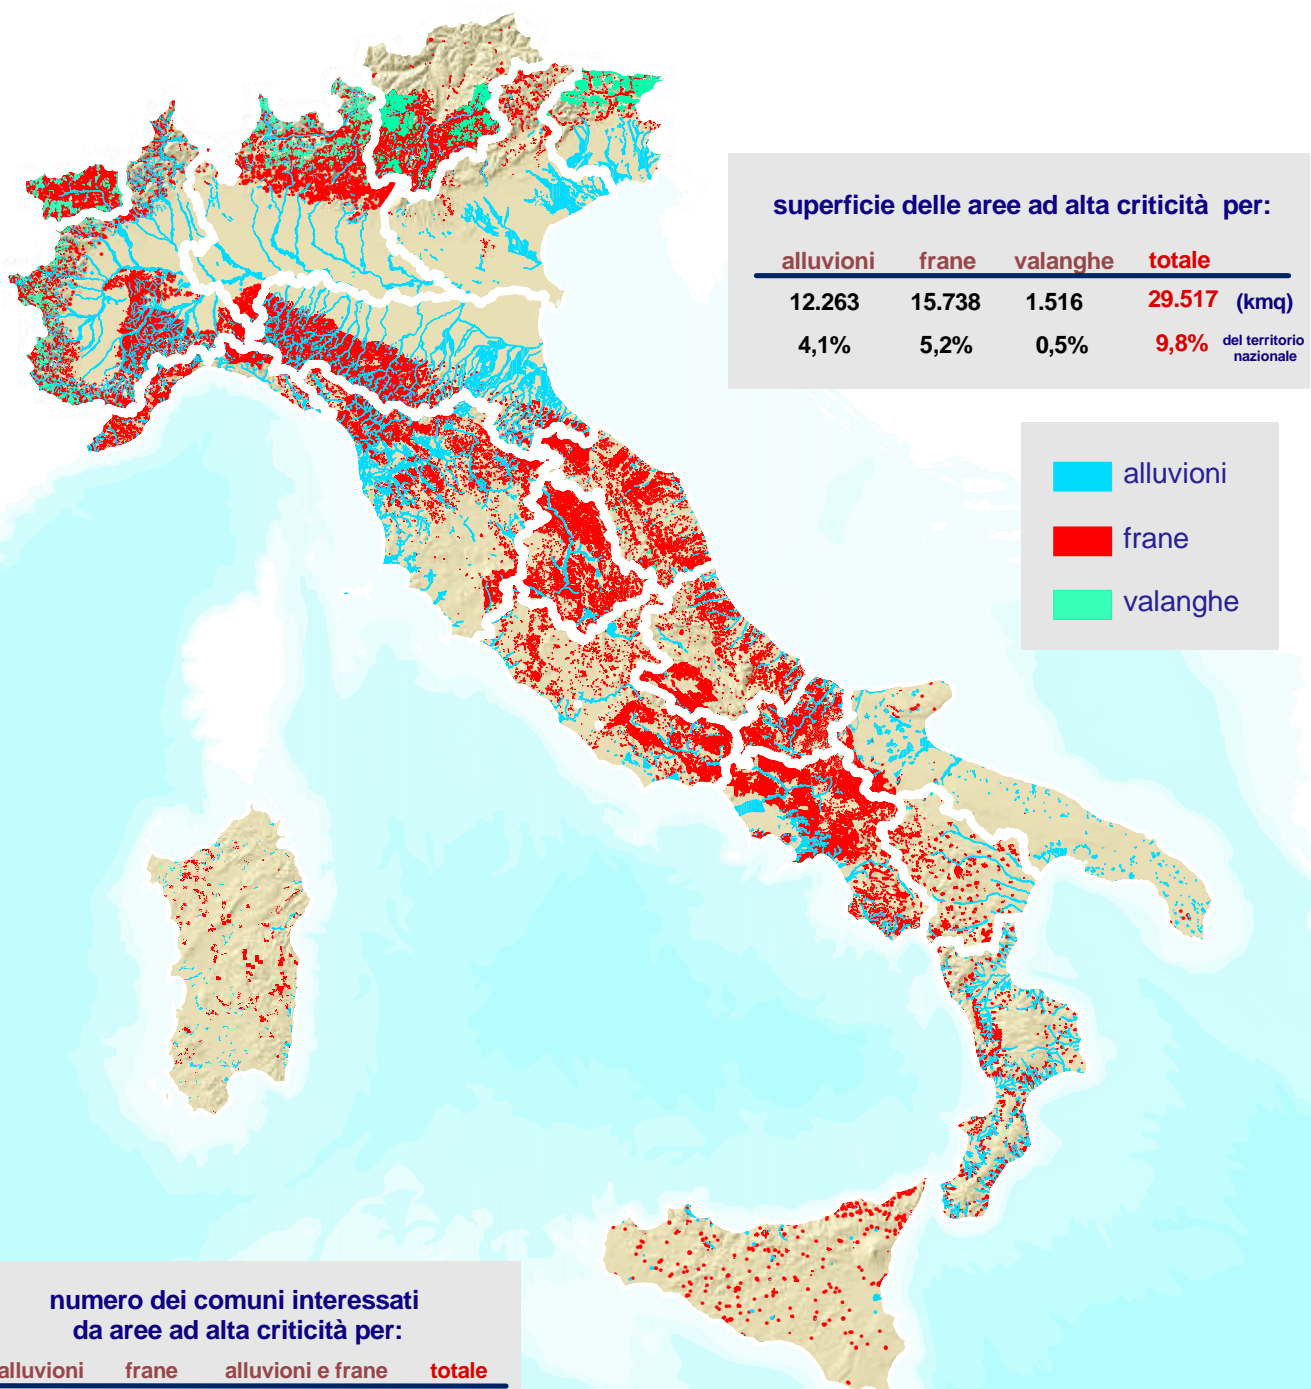 superficie delle aree ad alta criticità per:
alluvioni frane valanghe totale
12.263 15.738 1.516 29.517 (kmq)
4,1% 5,2% 0,5% 9,8% del territorio
nazionale
alluvioni
frane
valanghe
numero dei comuni interessati
da aree ad alta criticità per:
alluvioni frane alluvioni e frane totale